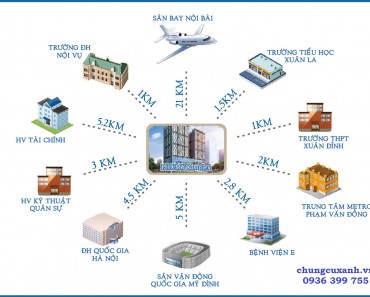 SÂN BAY NỘI BÀI
TRƯỜNG ĐH
NỘI VỤ
TRƯỜNG TIỂU HỌC
XUÂN LA
1KM
21 KM
1.5KM
HV TÀI CHÍNH
5,2KM
1KM
TRƯỜNG THPT
XUÂN ĐỈNH
HV KỸ THUẬT
QUÂN SỰ
3 KM
2KM
TRUNG TÂM METRO
PHẠM VĂN ĐỒNG
4,5 KM
5 KM
2,8 KM
ĐH QUỐC GIA
HÀ NỘI
SÂN VẬN ĐỘNG
QUỐC GIA MỸ ĐÌNH
BỆNH VIỆN E
chungcuxanh.v
0936 399 755